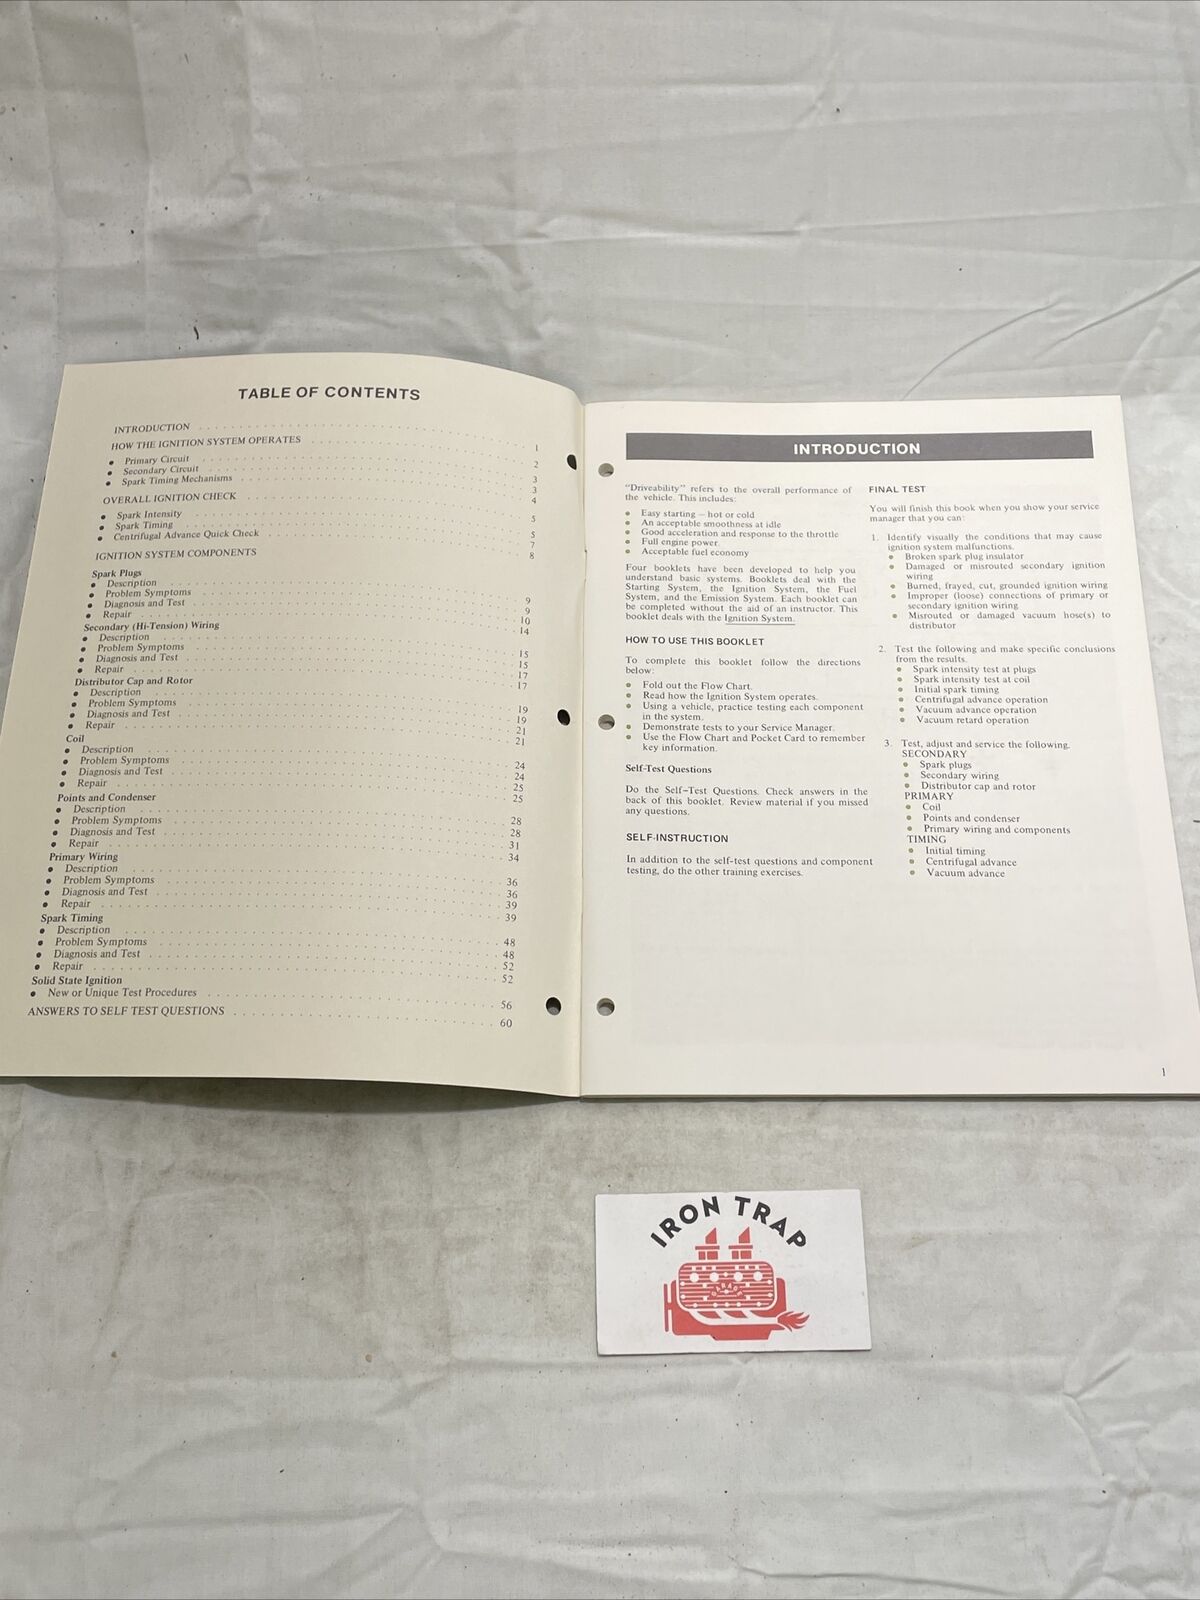 TABLE OF CONTENTS
INTRODUCTION . . . 1
HOW THE IGNITION SYSTEM OPERATES . . . 2
• Primary Circuit . . . 3
• Secondary Circuit . . . 3
• Spark Timing Mechanisms . . . 4
OVERALL IGNITION CHECK . . . 5
• Spark Intensity . . . 5
• Spark Timing . . . 7
• Centrifugal Advance Quick Check . . . 8
IGNITION SYSTEM COMPONENTS
Spark Plugs
• Description . . . 9
• Problem Symptoms . . . 9
• Diagnosis and Test . . . 10
• Repair . . . 14
Secondary (Hi-Tension) Wiring
• Description . . . 15
• Problem Symptoms . . . 15
• Diagnosis and Test . . . 17
• Repair . . . 17
Distributor Cap and Rotor
• Description . . . 19
• Problem Symptoms . . . 19
• Diagnosis and Test . . . 21
• Repair . . . 21
Coil
• Description . . . 24
• Problem Symptoms . . . 24
• Diagnosis and Test . . . 25
• Repair . . . 25
Points and Condenser
• Description . . . 28
• Problem Symptoms . . . 28
• Diagnosis and Test . . . 31
• Repair . . . 34
Primary Wiring
• Description . . . 36
• Problem Symptoms . . . 36
• Diagnosis and Test . . . 39
• Repair . . . 39
Spark Timing
• Description . . . 48
• Problem Symptoms . . . 48
• Diagnosis and Test . . . 52
• Repair . . . 52
Solid State Ignition
• New or Unique Test Procedures . . . 56
ANSWERS TO SELF TEST QUESTIONS . . . 60
INTRODUCTION
"Driveability" refers to the overall performance of
the vehicle. This includes:
• Easy starting – hot or cold
• An acceptable smoothness at idle
• Good acceleration and response to the throttle
• Full engine power.
• Acceptable fuel economy
Four booklets have been developed to help you
understand basic systems. Booklets deal with the
Starting System, the Ignition System, the Fuel
System, and the Emission System. Each booklet can
be completed without the aid of an instructor. This
booklet deals with the Ignition System.
HOW TO USE THIS BOOKLET
To complete this booklet follow the directions
below:
• Fold out the Flow Chart.
• Read how the Ignition System operates.
• Using a vehicle, practice testing each component
in the system.
• Demonstrate tests to your Service Manager.
• Use the Flow Chart and Pocket Card to remember
key information.
Self-Test Questions
Do the Self-Test Questions. Check answers in the
back of this booklet. Review material if you missed
any questions.
SELF-INSTRUCTION
In addition to the self-test questions and component
testing, do the other training exercises.
FINAL TEST
You will finish this book when you show your service
manager that you can:
1. Identify visually the conditions that may cause
ignition system malfunctions.
• Broken spark plug insulator
• Damaged or misrouted secondary ignition
wiring
• Burned, frayed, cut, grounded ignition wiring
• Improper (loose) connections of primary or
secondary ignition wiring
• Misrouted or damaged vacuum hose(s) to
distributor
2. Test the following and make specific conclusions
from the results.
• Spark intensity test at plugs
• Spark intensity test at coil
• Initial spark timing
• Centrifugal advance operation
• Vacuum advance operation
• Vacuum retard operation
3. Test, adjust and service the following.
SECONDARY
• Spark plugs
• Secondary wiring
• Distributor cap and rotor
PRIMARY
• Coil
• Points and condenser
• Primary wiring and components
TIMING
• Initial timing
• Centrifugal advance
• Vacuum advance
1
IRON TRAP
GARAGE